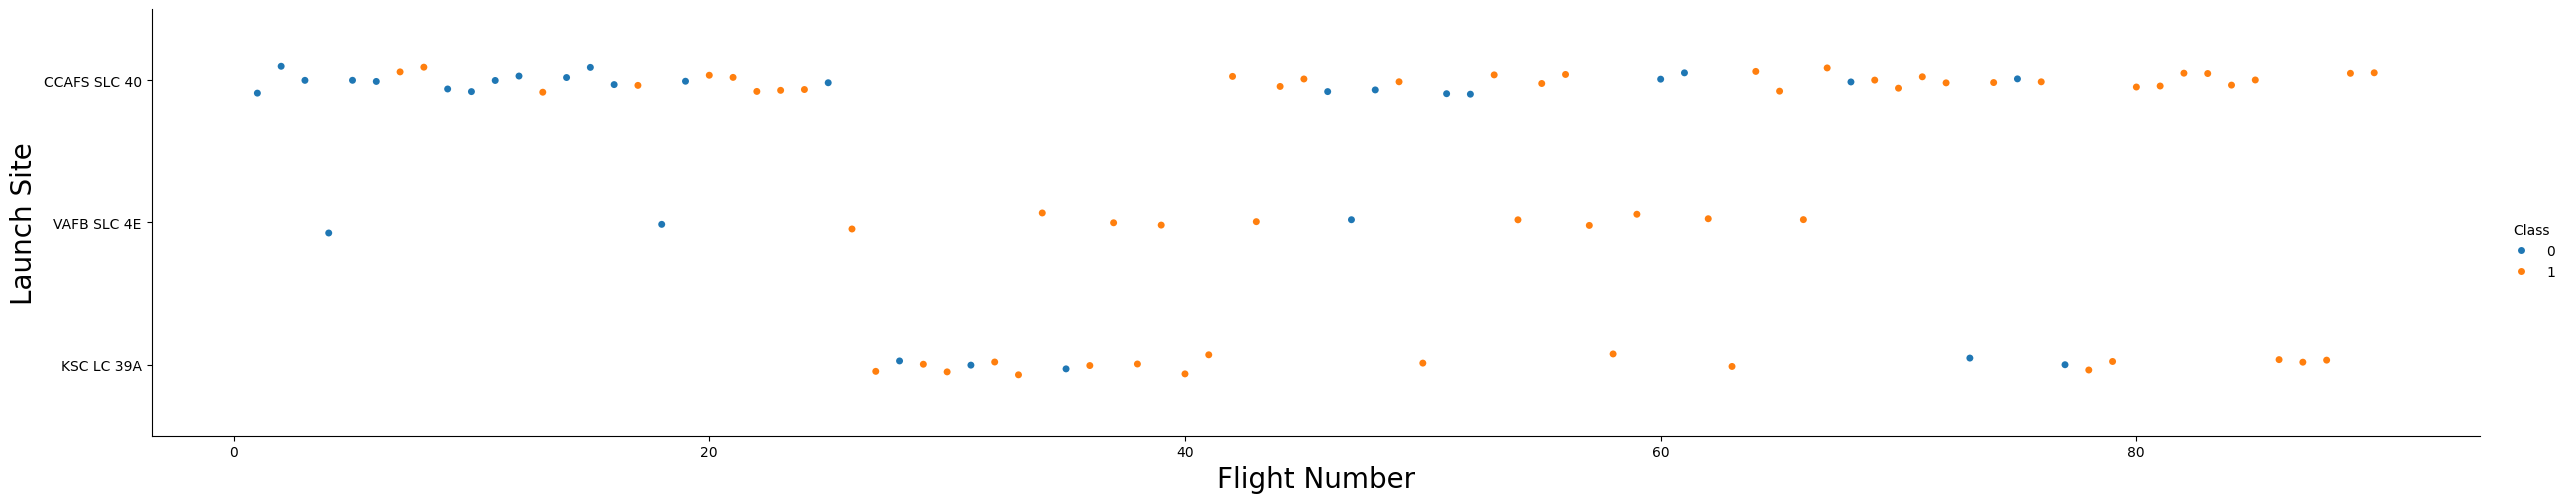 Launch Site
CCAFS SLC 40
VAFB SLC 4E
KSC LC 39A
0 20 40 60 80
Flight Number
Class
0
1